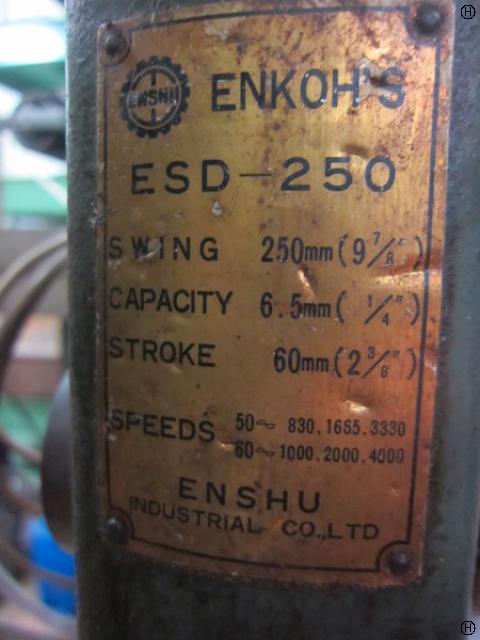 H
ENSHU
ENKOH'S
ESD-250
SWING 250mm(9 7/8")
CAPACITY 6.5mm( 1/4")
STROKE 60mm(2 3/8")
SPEEDS 50~ 830,1665,3330
60~ 1000,2000,4000
ENSHU
INDUSTRIAL CO.,LTD
H